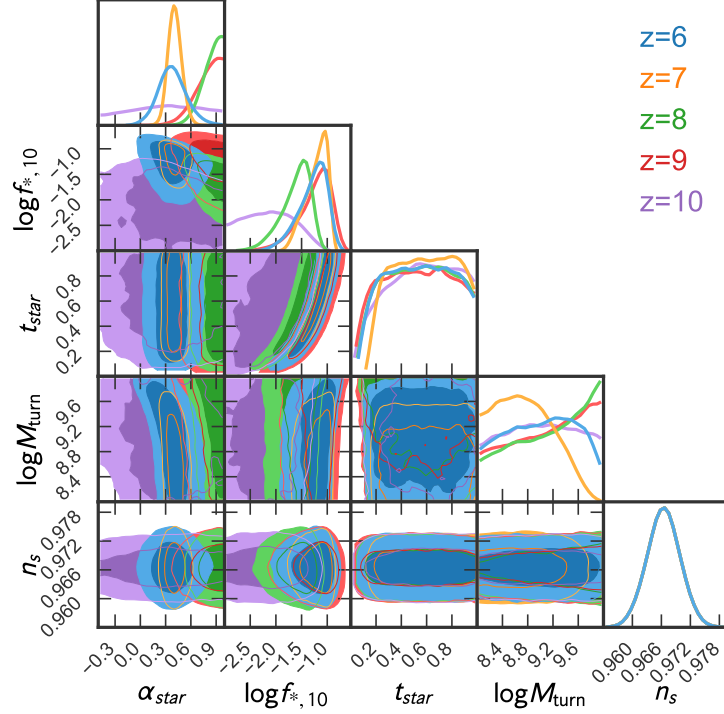 z=6
z=7
z=8
z=9
z=10
log f*, 10
−1.0
−1.5
−2.0
−2.5
t_star
0.8
0.6
0.4
0.2
log M_turn
9.6
9.2
8.8
8.4
n_s
0.978
0.972
0.966
0.960
−0.3 0.0 0.3 0.6 0.9 −2.5 −2.0 −1.5 −1.0 0.2 0.4 0.6 0.8 8.4 8.8 9.2 9.6 0.960 0.966 0.972 0.978
α_star log f*, 10 t_star log M_turn n_s